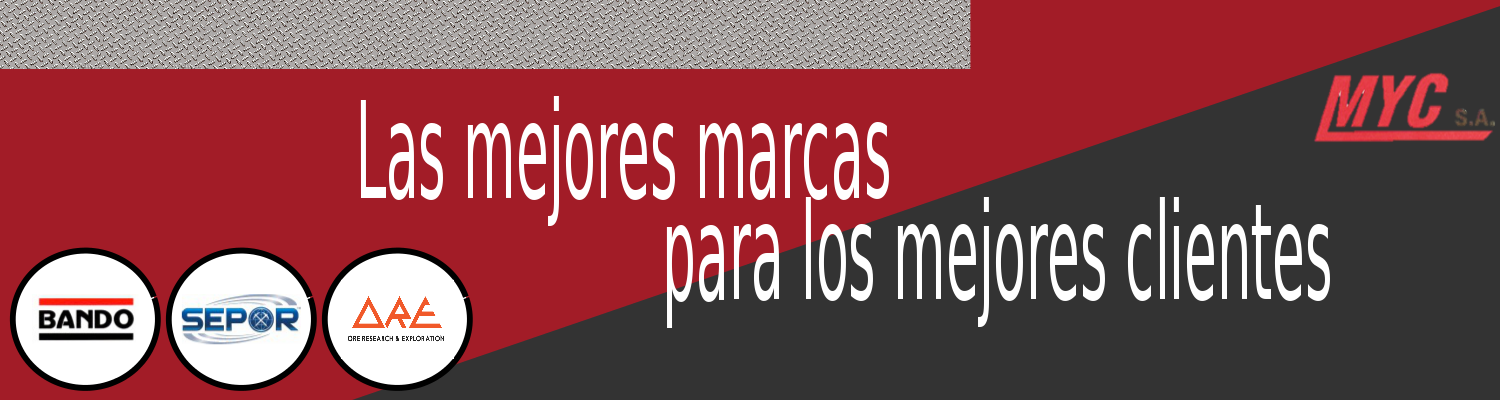 MYC S.A.
Las mejores marcas
para los mejores clientes
BANDO
SEPOR
ORE
ORE RESEARCH & EXPLORATION